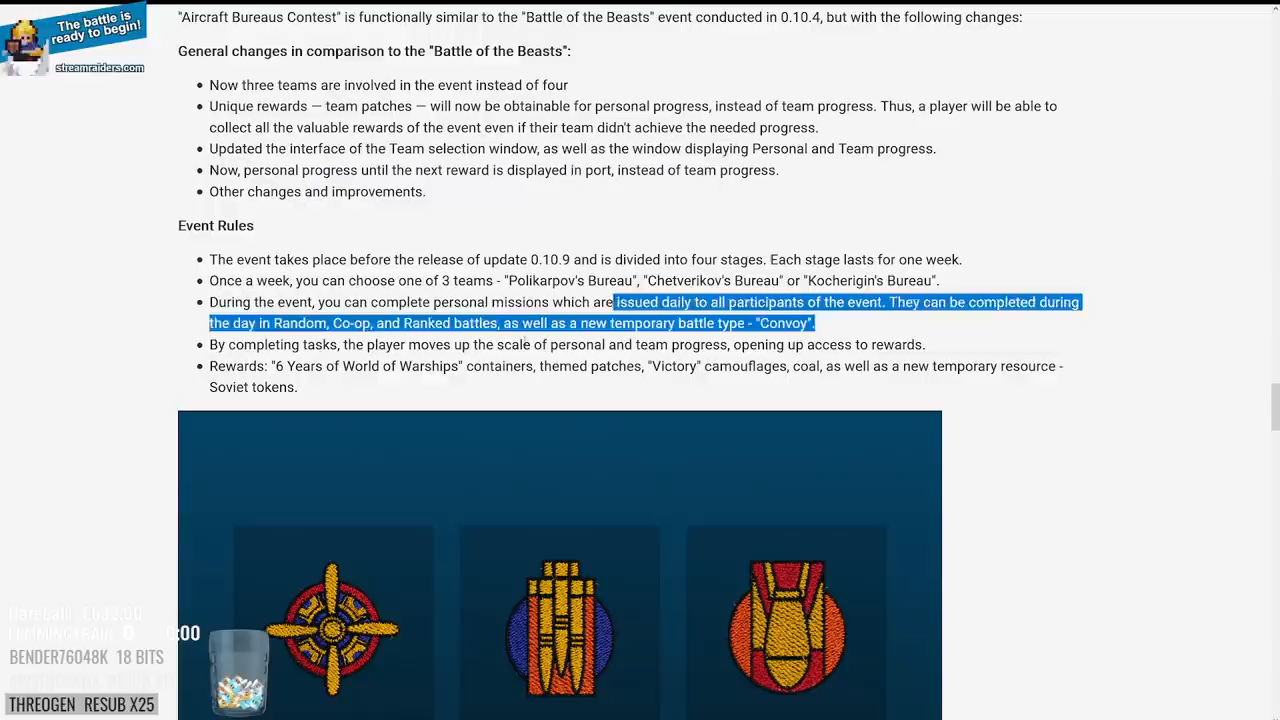 The battle is
ready to begin!
streamraiders.com
"Aircraft Bureaus Contest" is functionally similar to the "Battle of the Beasts" event conducted in 0.10.4, but with the following changes:
General changes in comparison to the "Battle of the Beasts":
Now three teams are involved in the event instead of four
Unique rewards — team patches — will now be obtainable for personal progress, instead of team progress. Thus, a player will be able to
collect all the valuable rewards of the event even if their team didn't achieve the needed progress.
Updated the interface of the Team selection window, as well as the window displaying Personal and Team progress.
Now, personal progress until the next reward is displayed in port, instead of team progress.
Other changes and improvements.
Event Rules
The event takes place before the release of update 0.10.9 and is divided into four stages. Each stage lasts for one week.
Once a week, you can choose one of 3 teams - "Polikarpov's Bureau", "Chetverikov's Bureau" or "Kocherigin's Bureau".
During the event, you can complete personal missions which are issued daily to all participants of the event. They can be completed during
the day in Random, Co-op, and Ranked battles, as well as a new temporary battle type - "Convoy".
By completing tasks, the player moves up the scale of personal and team progress, opening up access to rewards.
Rewards: "6 Years of World of Warships" containers, themed patches, "Victory" camouflages, coal, as well as a new temporary resource -
Soviet tokens.
BENDER76048K 18 BITS
THREOGEN RESUB X25